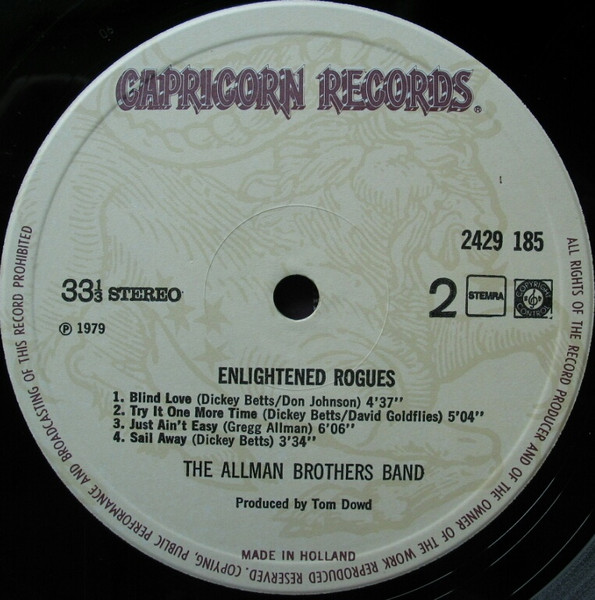 CAPRICORN RECORDS®
2429 185
33⅓ STEREO
2
STEMRA
COPYRIGHT
CONTROL
℗ 1979
ENLIGHTENED ROGUES
1. Blind Love (Dickey Betts/Don Johnson) 4'37''
2. Try It One More Time (Dickey Betts/David Goldflies) 5'04''
3. Just Ain't Easy (Gregg Allman) 6'06''
4. Sail Away (Dickey Betts) 3'34''
THE ALLMAN BROTHERS BAND
Produced by Tom Dowd
MADE IN HOLLAND
ALL RIGHTS OF THE RECORD PRODUCER AND OF THE OWNER OF THE WORK REPRODUCED RESERVED. COPYING, PUBLIC PERFORMANCE AND BROADCASTING OF THIS RECORD PROHIBITED